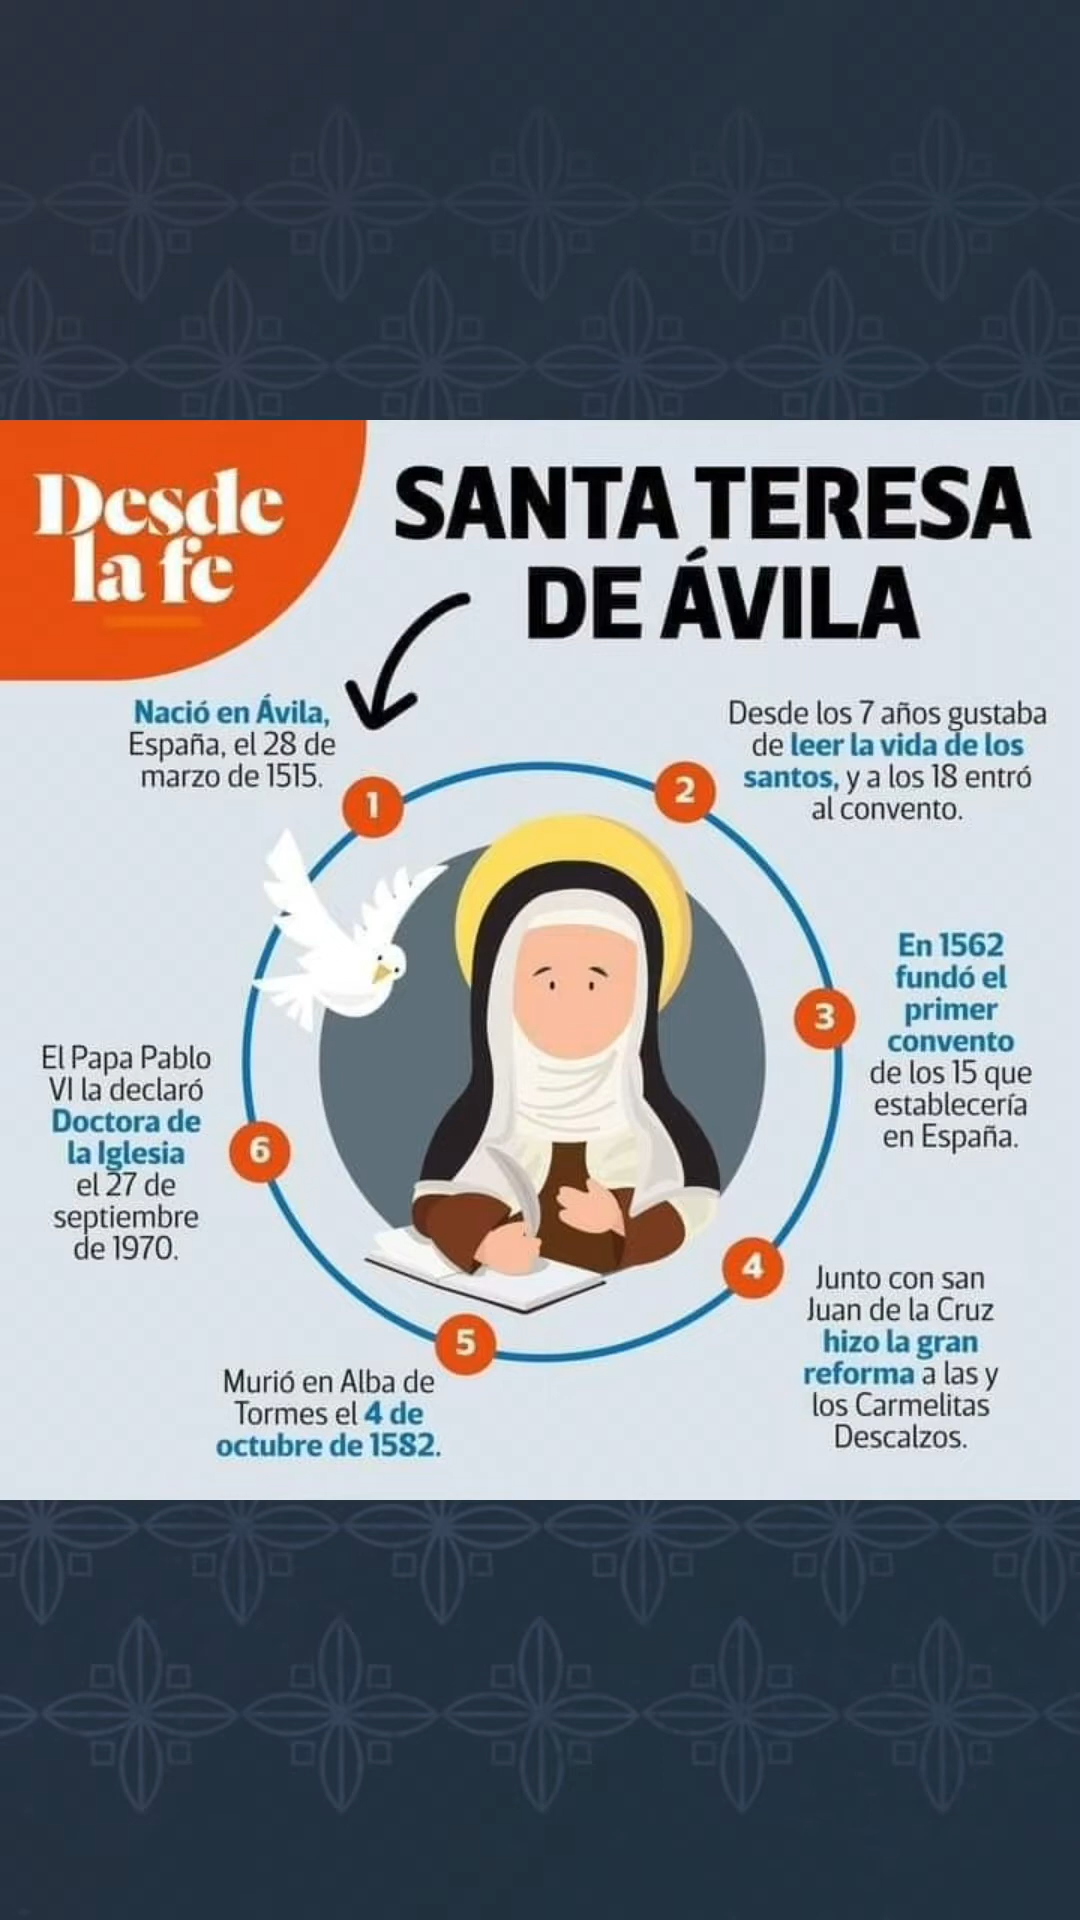 Desde
la fe
SANTA TERESA
DE ÁVILA
Nació en Ávila,
España, el 28 de
marzo de 1515.
1
2
Desde los 7 años gustaba
de leer la vida de los
santos, y a los 18 entró
al convento.
3
En 1562
fundó el
primer
convento
de los 15 que
establecería
en España.
4
Junto con san
Juan de la Cruz
hizo la gran
reforma a las y
los Carmelitas
Descalzos.
5
Murió en Alba de
Tormes el 4 de
octubre de 1582.
6
El Papa Pablo
VI la declaró
Doctora de
la Iglesia
el 27 de
septiembre
de 1970.